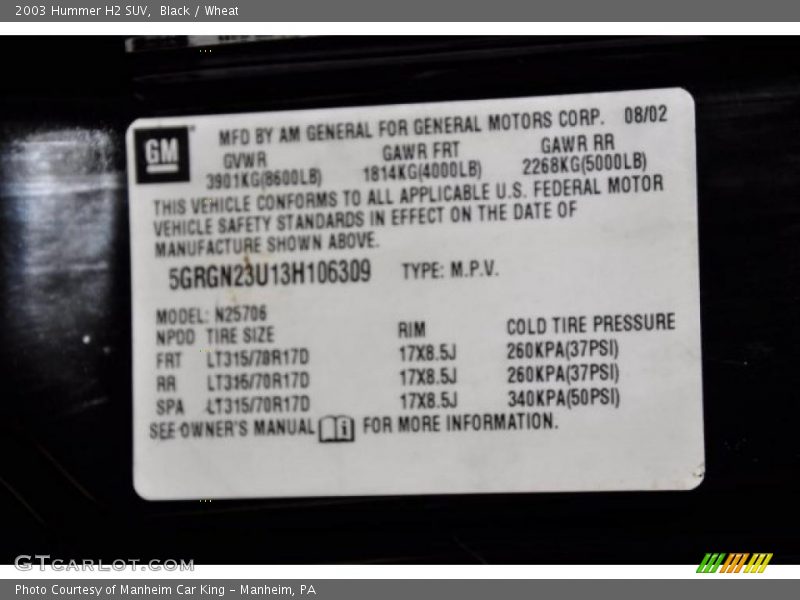 2003 Hummer H2 SUV, Black / Wheat
GM
MFD BY AM GENERAL FOR GENERAL MOTORS CORP. 08/02
GVWR GAWR FRT GAWR RR
3901KG(8600LB) 1814KG(4000LB) 2268KG(5000LB)
THIS VEHICLE CONFORMS TO ALL APPLICABLE U.S. FEDERAL MOTOR
VEHICLE SAFETY STANDARDS IN EFFECT ON THE DATE OF
MANUFACTURE SHOWN ABOVE.
5GRGN23U13H106309 TYPE: M.P.V.
MODEL: N25706
NPDD TIRE SIZE RIM COLD TIRE PRESSURE
FRT LT315/70R17D 17X8.5J 260KPA(37PSI)
RR LT315/70R17D 17X8.5J 260KPA(37PSI)
SPA LT315/70R17D 17X8.5J 340KPA(50PSI)
SEE OWNER'S MANUAL i FOR MORE INFORMATION.
GTCARLOT.COM
Photo Courtesy of Manheim Car King - Manheim, PA